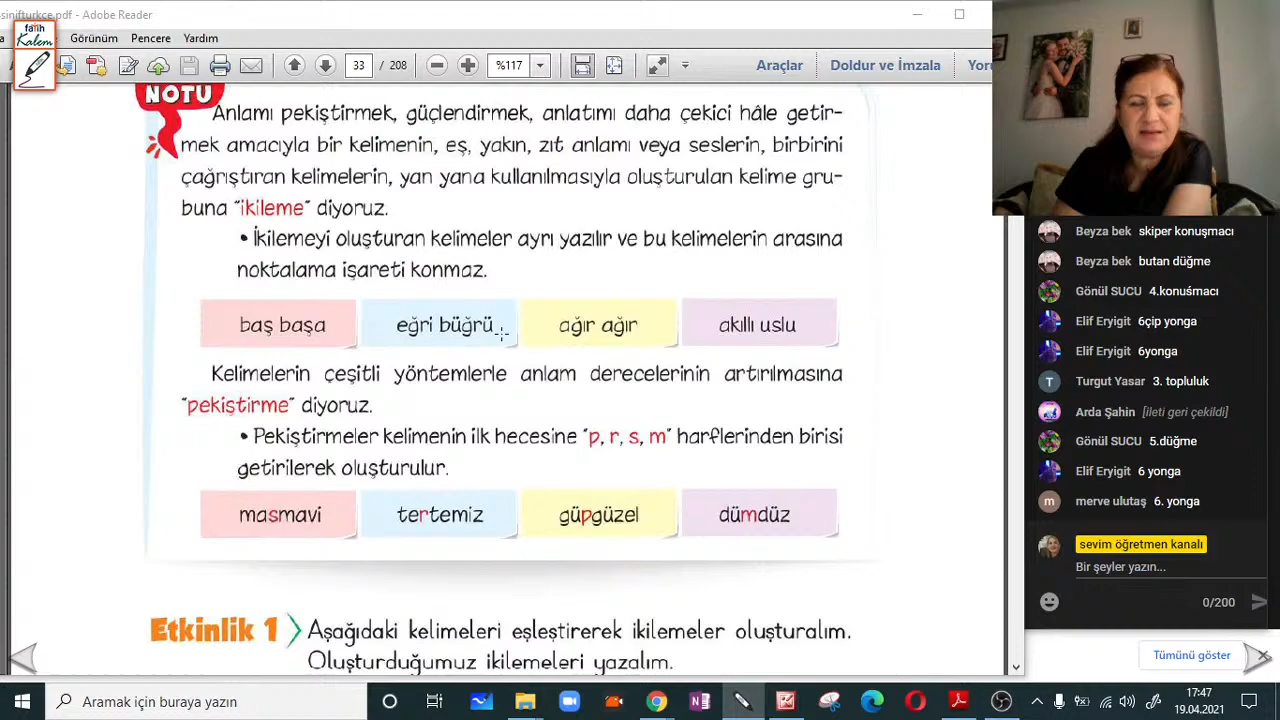 sinifturkce.pdf - Adobe Reader
fatih
Kalem
Görünüm Pencere Yardım
33 / 208 %117 Araçlar Doldur ve İmzala
NOTU
Anlamı pekiştirmek, güçlendirmek, anlatımı daha çekici hâle getir-
mek amacıyla bir kelimenin, eş, yakın, zıt anlamı veya seslerin, birbirini
çağrıştıran kelimelerin, yan yana kullanılmasıyla oluşturulan kelime gru-
buna "ikileme" diyoruz.
• İkilemeyi oluşturan kelimeler ayrı yazılır ve bu kelimelerin arasına
noktalama işareti konmaz.
baş başa eğri büğrü ağır ağır akıllı uslu
Kelimelerin çeşitli yöntemlerle anlam derecelerinin artırılmasına
"pekiştirme" diyoruz.
• Pekiştirmeler kelimenin ilk hecesine "p, r, s, m" harflerinden birisi
getirilerek oluşturulur.
masmavi tertemiz güpgüzel dümdüz
Etkinlik 1 Aşağıdaki kelimeleri eşleştirerek ikilemeler oluşturalım.
Oluşturduğumuz ikilemeleri yazalım.
Beyza bek skiper konuşmacı
Beyza bek butan düğme
Gönül SUCU 4.konuśmacı
Elif Eryigit 6çip yonga
Elif Eryigit 6yonga
T Turgut Yasar 3. topluluk
Arda Şahin [ileti geri çekildi]
Gönül SUCU 5.düğme
Elif Eryigit 6 yonga
m merve ulutaş 6. yonga
sevim öğretmen kanalı
Bir şeyler yazın...
0/200
Tümünü göster
Aramak için buraya yazın
17:47
19.04.2021